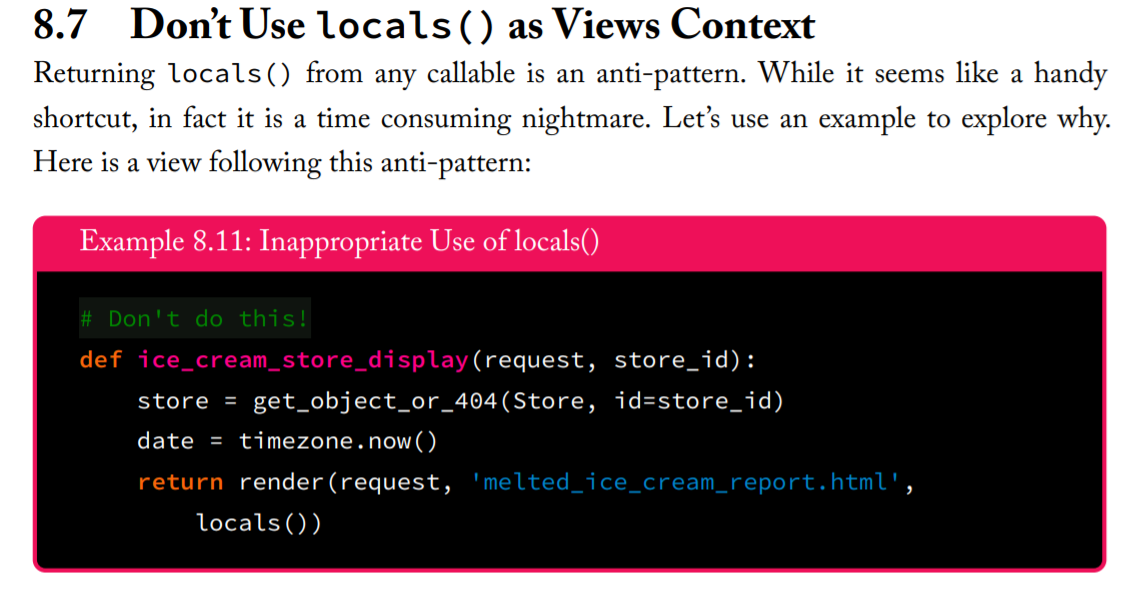 8.7 Don’t Use locals() as Views Context
Returning locals() from any callable is an anti-pattern. While it seems like a handy
shortcut, in fact it is a time consuming nightmare. Let’s use an example to explore why.
Here is a view following this anti-pattern:
Example 8.11: Inappropriate Use of locals()
# Don't do this!
def ice_cream_store_display(request, store_id):
    store = get_object_or_404(Store, id=store_id)
    date = timezone.now()
    return render(request, 'melted_ice_cream_report.html',
        locals())